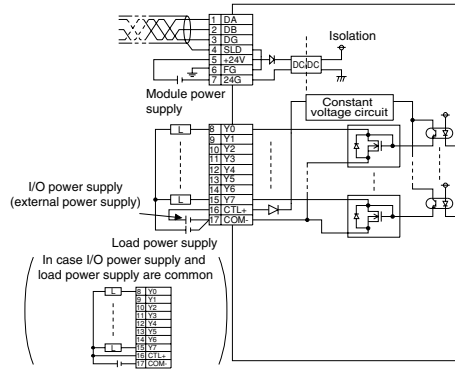 1 DA
2 DB
3 DG
4 SLD
5 +24V
6 FG
7 24G
Isolation
DC/DC
Module power
supply
Constant
voltage circuit
L
8 Y0
9 Y1
10 Y2
11 Y3
12 Y4
13 Y5
14 Y6
L
15 Y7
16 CTL+
17 COM-
I/O power supply
(external power supply)
Load power supply
In case I/O power supply and
load power supply are common
L
8 Y0
9 Y1
10 Y2
11 Y3
12 Y4
13 Y5
14 Y6
L
15 Y7
16 CTL+
17 COM-